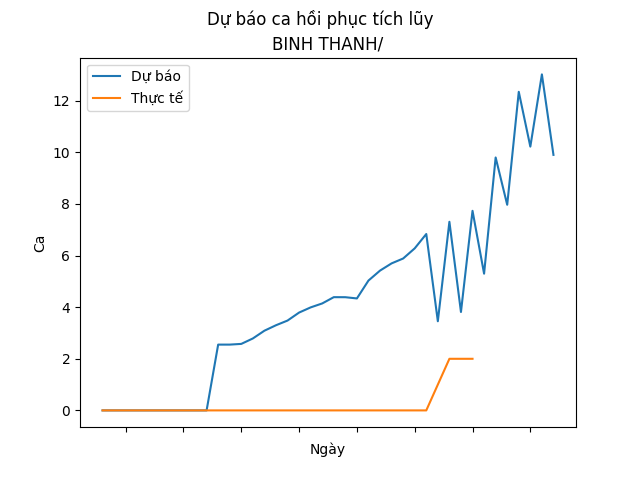 Dự báo ca hồi phục tích lũy
BINH THANH/
Dự báo
Thực tế
12
10
8
6
4
2
0
Ca
Ngày